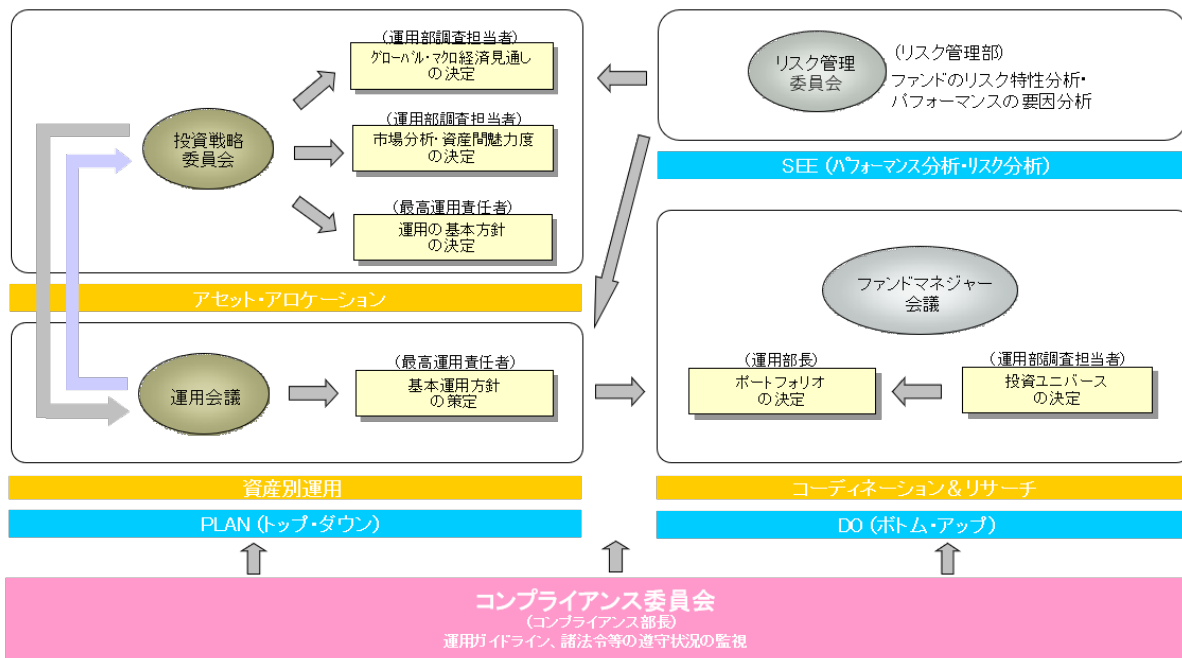 (運用部調査担当者)
グローバル・マクロ経済見通し
の決定
投資戦略
委員会
(運用部調査担当者)
市場分析・資産間魅力度
の決定
(最高運用責任者)
運用の基本方針
の決定
アセット・アロケーション
リスク管理
委員会
(リスク管理部)
ファンドのリスク特性分析・
パフォーマンスの要因分析
SEE (パフォーマンス分析・リスク分析)
運用会議
(最高運用責任者)
基本運用方針
の策定
資産別運用
PLAN (トップ・ダウン)
ファンドマネジャー
会議
(運用部長)
ポートフォリオ
の決定
(運用部調査担当者)
投資ユニバース
の決定
コーディネーション&リサーチ
DO (ボトム・アップ)
コンプライアンス委員会
(コンプライアンス部長)
運用ガイドライン、諸法令等の遵守状況の監視